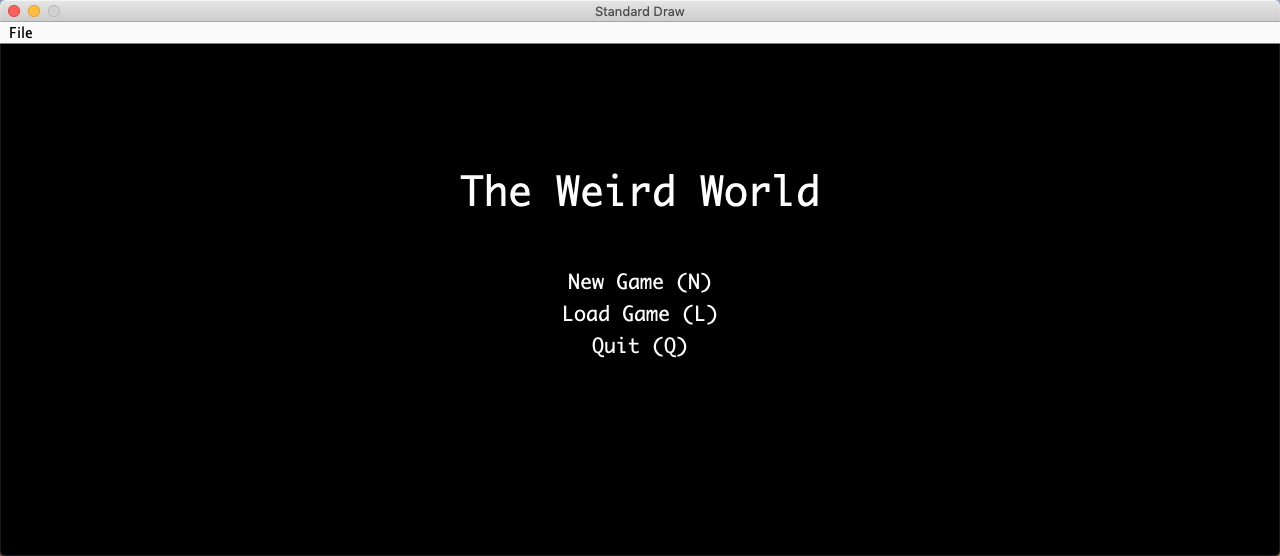 Standard Draw
File
The Weird World
New Game (N)
Load Game (L)
Quit (Q)